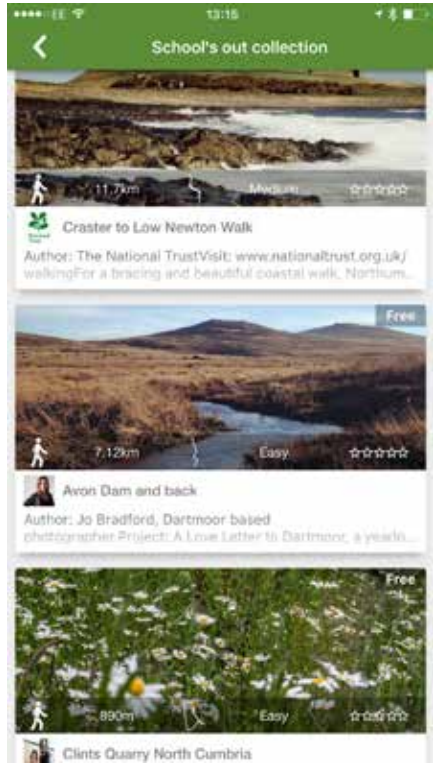 EE 13:15
School's out collection
11.7km Medium
Craster to Low Newton Walk
Author: The National TrustVisit: www.nationaltrust.org.uk/
walkingFor a bracing and beautiful coastal walk, Northum...
Free
7.12km Easy
Avon Dam and back
Author: Jo Bradford, Dartmoor based
photographer.Project: A Love Letter to Dartmoor, a yearlo...
Free
890m Easy
Clints Quarry North Cumbria